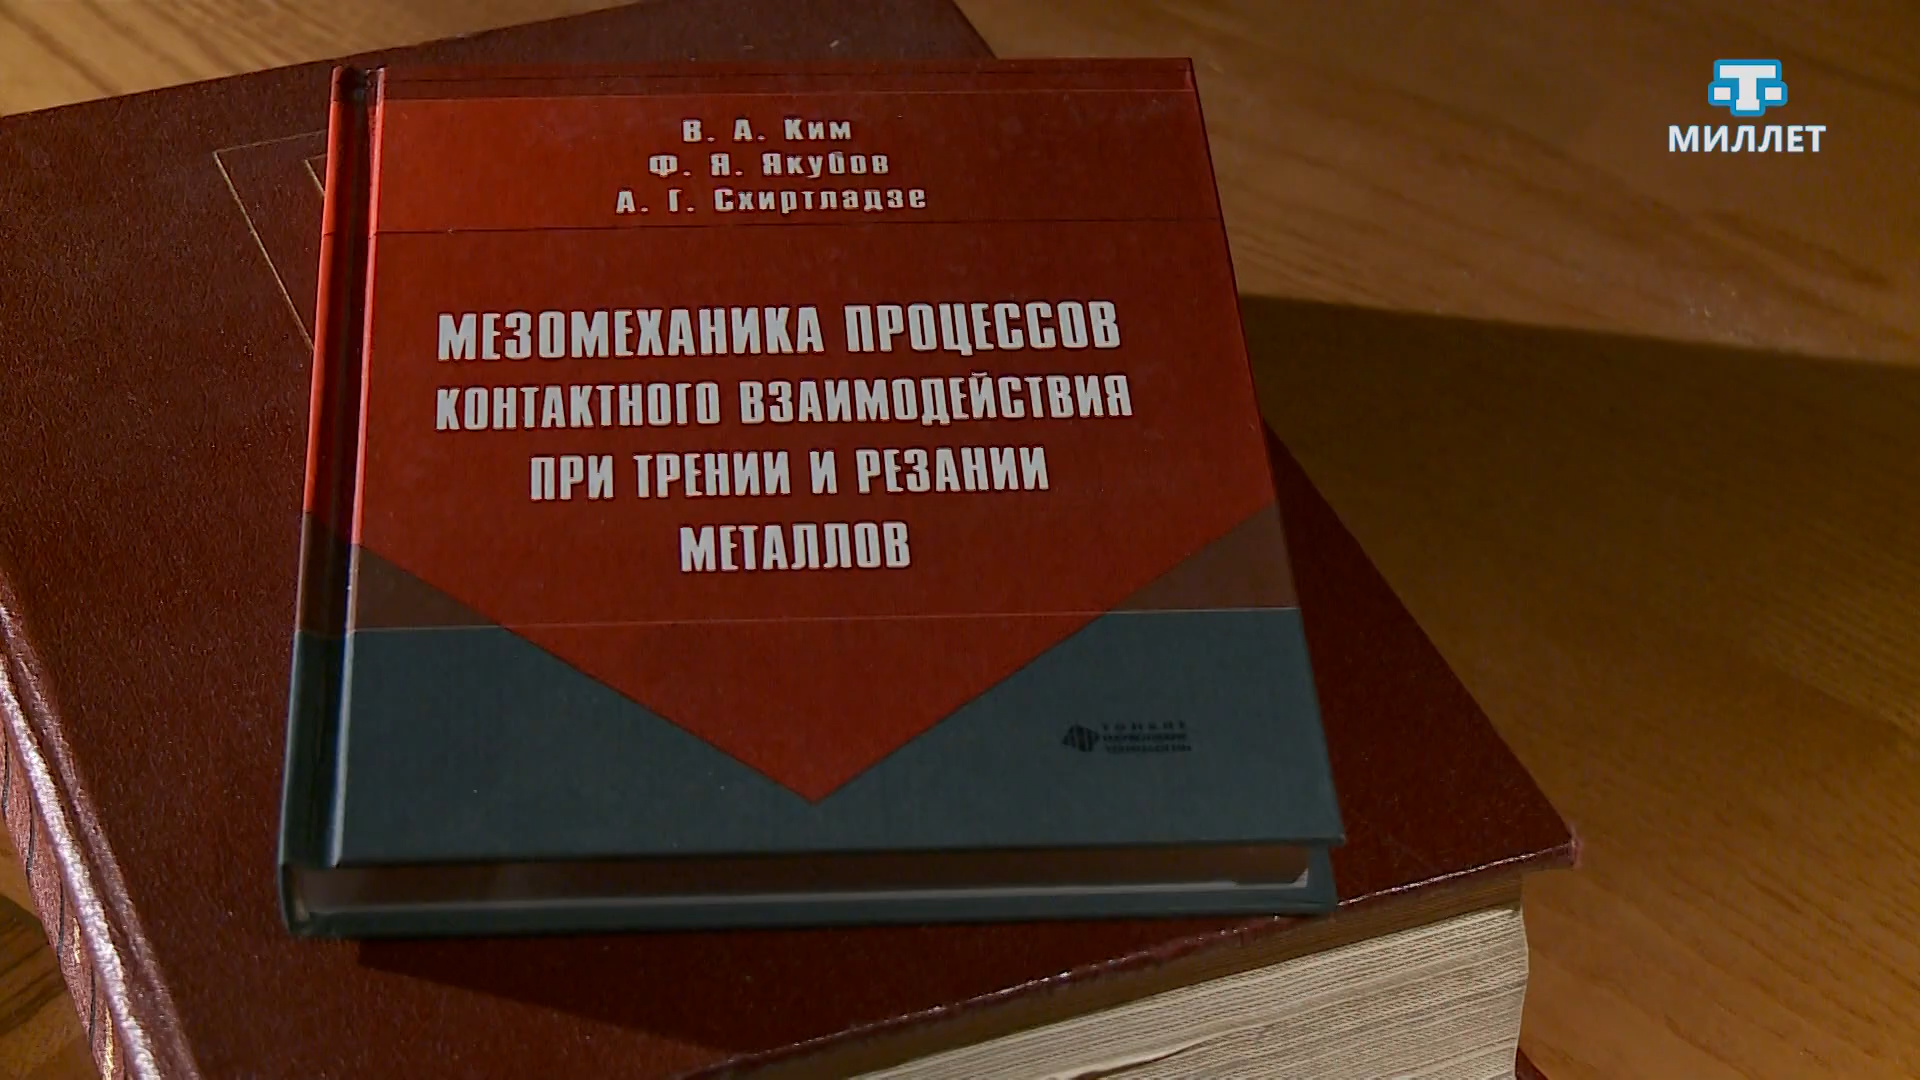 В. А. Ким
Ф. Я. Якубов
А. Г. Схиртладзе
МЕЗОМЕХАНИКА ПРОЦЕССОВ
КОНТАКТНОГО ВЗАИМОДЕЙСТВИЯ
ПРИ ТРЕНИИ И РЕЗАНИИ
МЕТАЛЛОВ
МИЛЛЕТ